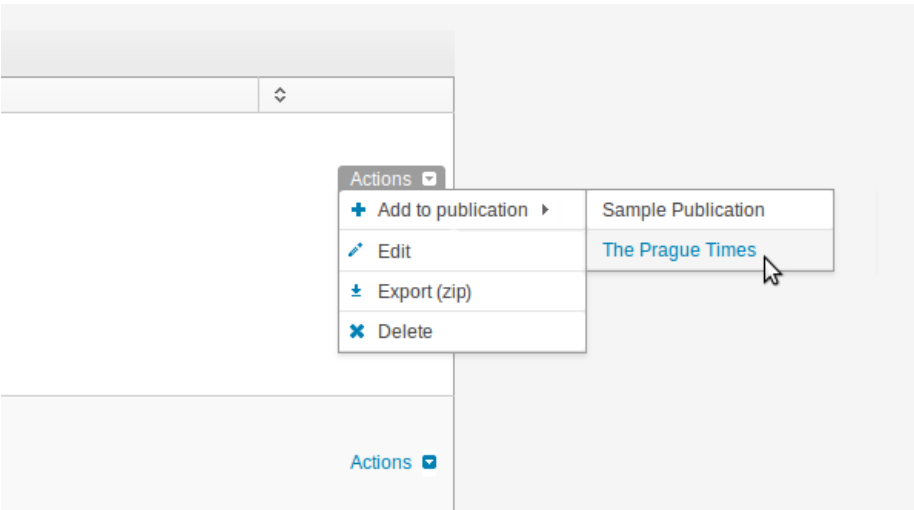 Actions
Add to publication
Sample Publication
Edit
The Prague Times
Export (zip)
Delete
Actions